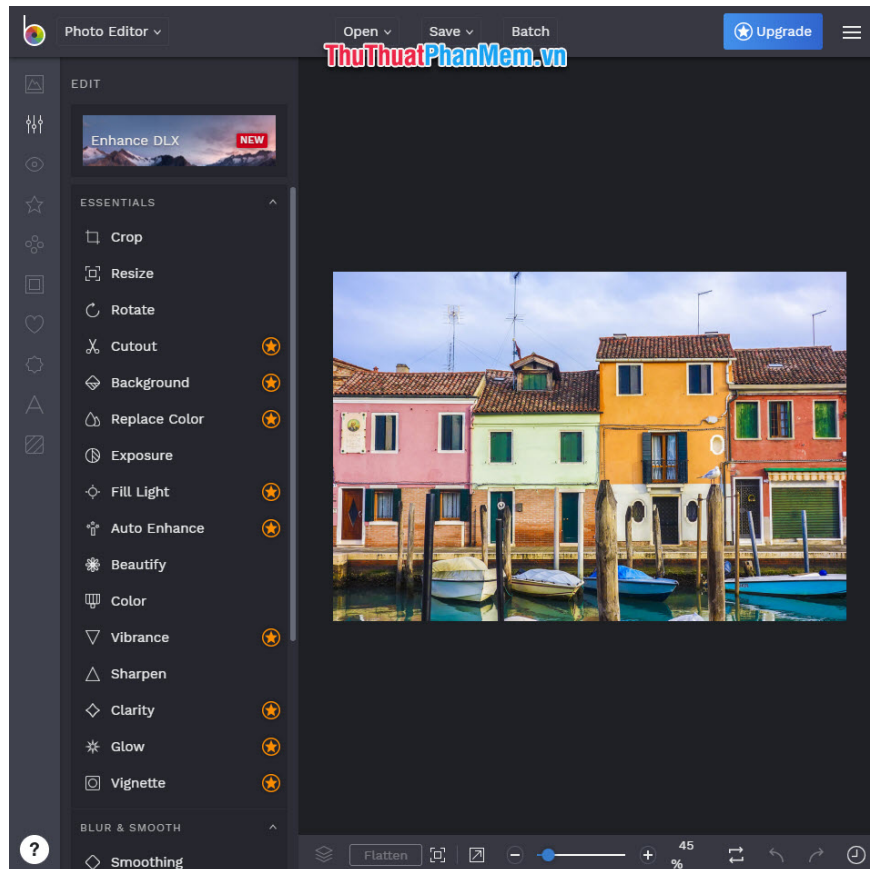 Photo Editor
Open
Save
Batch
Upgrade
ThuThuatPhanMem.vn
EDIT
Enhance DLX
NEW
ESSENTIALS
Crop
Resize
Rotate
Cutout
Background
Replace Color
Exposure
Fill Light
Auto Enhance
Beautify
Color
Vibrance
Sharpen
Clarity
Glow
Vignette
BLUR & SMOOTH
Smoothing
?
Flatten
45
%